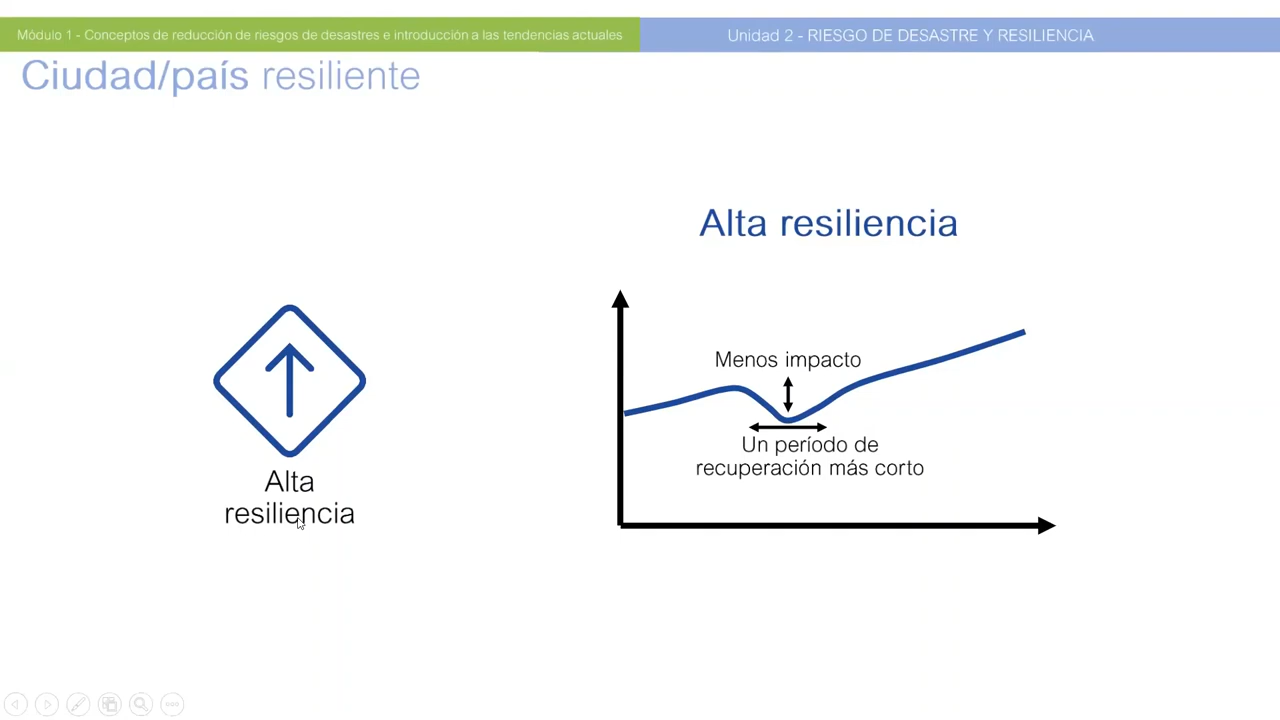 Módulo 1 - Conceptos de reducción de riesgos de desastres e introducción a las tendencias actuales
Unidad 2 - RIESGO DE DESASTRE Y RESILIENCIA
Ciudad/país resiliente
Alta resiliencia
Menos impacto
Un período de
recuperación más corto
Alta
resiliencia